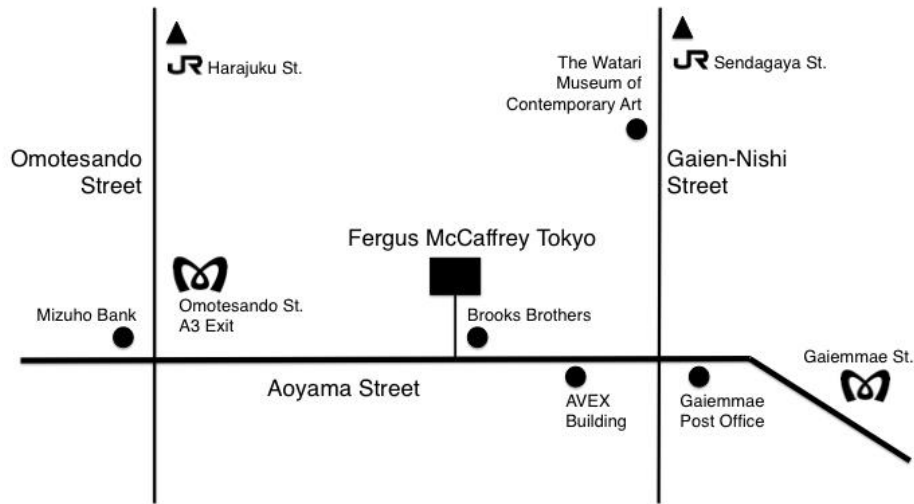 JR Harajuku St.
The Watari
Museum of
Contemporary Art
JR Sendagaya St.
Omotesando
Street
Gaien-Nishi
Street
Fergus McCaffrey Tokyo
Omotesando St.
A3 Exit
Mizuho Bank
Brooks Brothers
Gaiemmae St.
Aoyama Street
AVEX
Building
Gaiemmae
Post Office